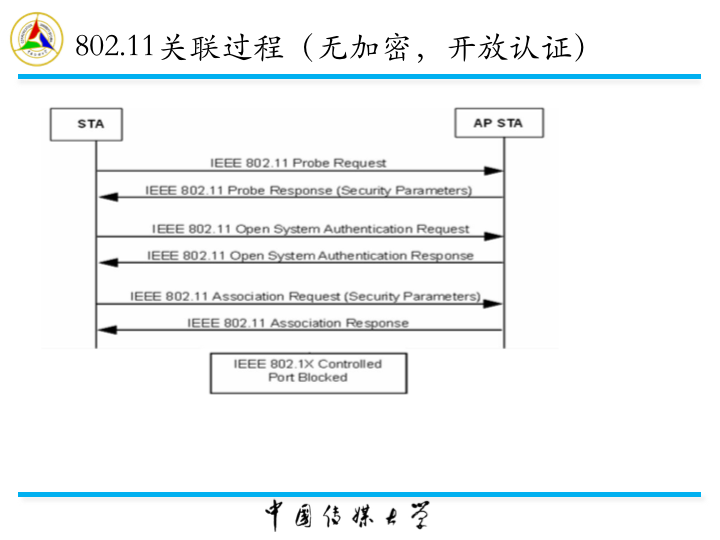 802.11关联过程（无加密，开放认证）
STA
AP STA
IEEE 802.11 Probe Request
IEEE 802.11 Probe Response (Security Parameters)
IEEE 802.11 Open System Authentication Request
IEEE 802.11 Open System Authentication Response
IEEE 802.11 Association Request (Security Parameters)
IEEE 802.11 Association Response
IEEE 802.1X Controlled
Port Blocked
中国传媒大学